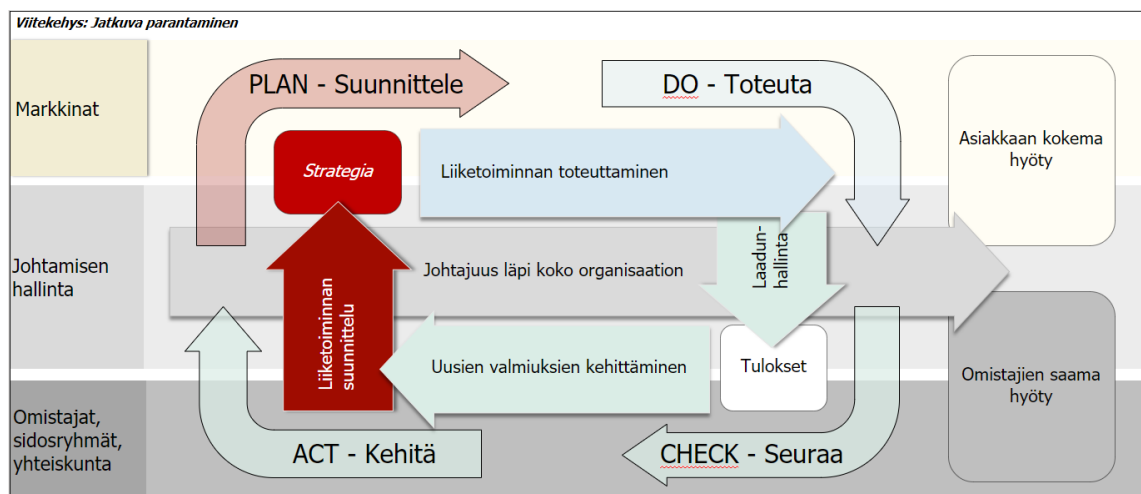 Viitekehys: Jatkuva parantaminen
PLAN - Suunnittele
DO - Toteuta
Markkinat
Strategia
Liiketoiminnan toteuttaminen
Asiakkaan kokema
hyöty
Johtamisen
hallinta
Johtajuus läpi koko organisaation
Laadun-
hallinta
Liiketoiminnan
suunnittelu
Uusien valmiuksien kehittäminen
Tulokset
Omistajien saama
hyöty
Omistajat,
sidosryhmät,
yhteiskunta
ACT - Kehitä
CHECK - Seuraa